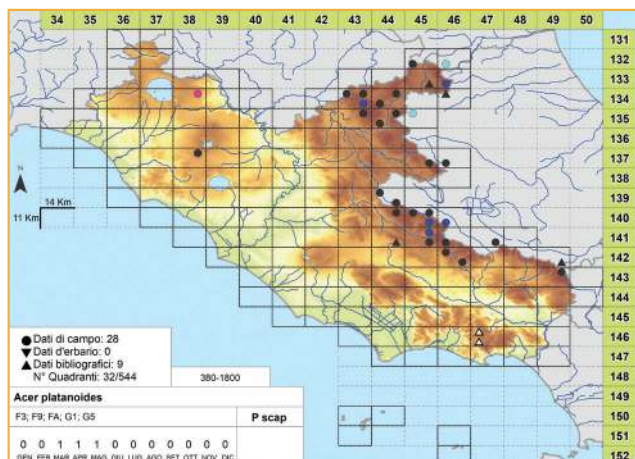 34 35 36 37 38 39 40 41 42 43 44 45 46 47 48 49 50
131
132
133
134
135
136
137
138
139
140
141
142
143
144
145
146
147
148
149
150
151
152
N
14 Km
11 Km
Dati di campo: 28
Dati d'erbario: 0
Dati bibliografici: 9
N° Quadranti: 32/544
380-1800
Acer platanoides
F3; F9; FA; G1; G5
P scap
0 0 1 1 1 0 0 0 0 0 0 0
GEN FEB MAR APR MAG GIU LUG AGO SET OTT NOV DIC